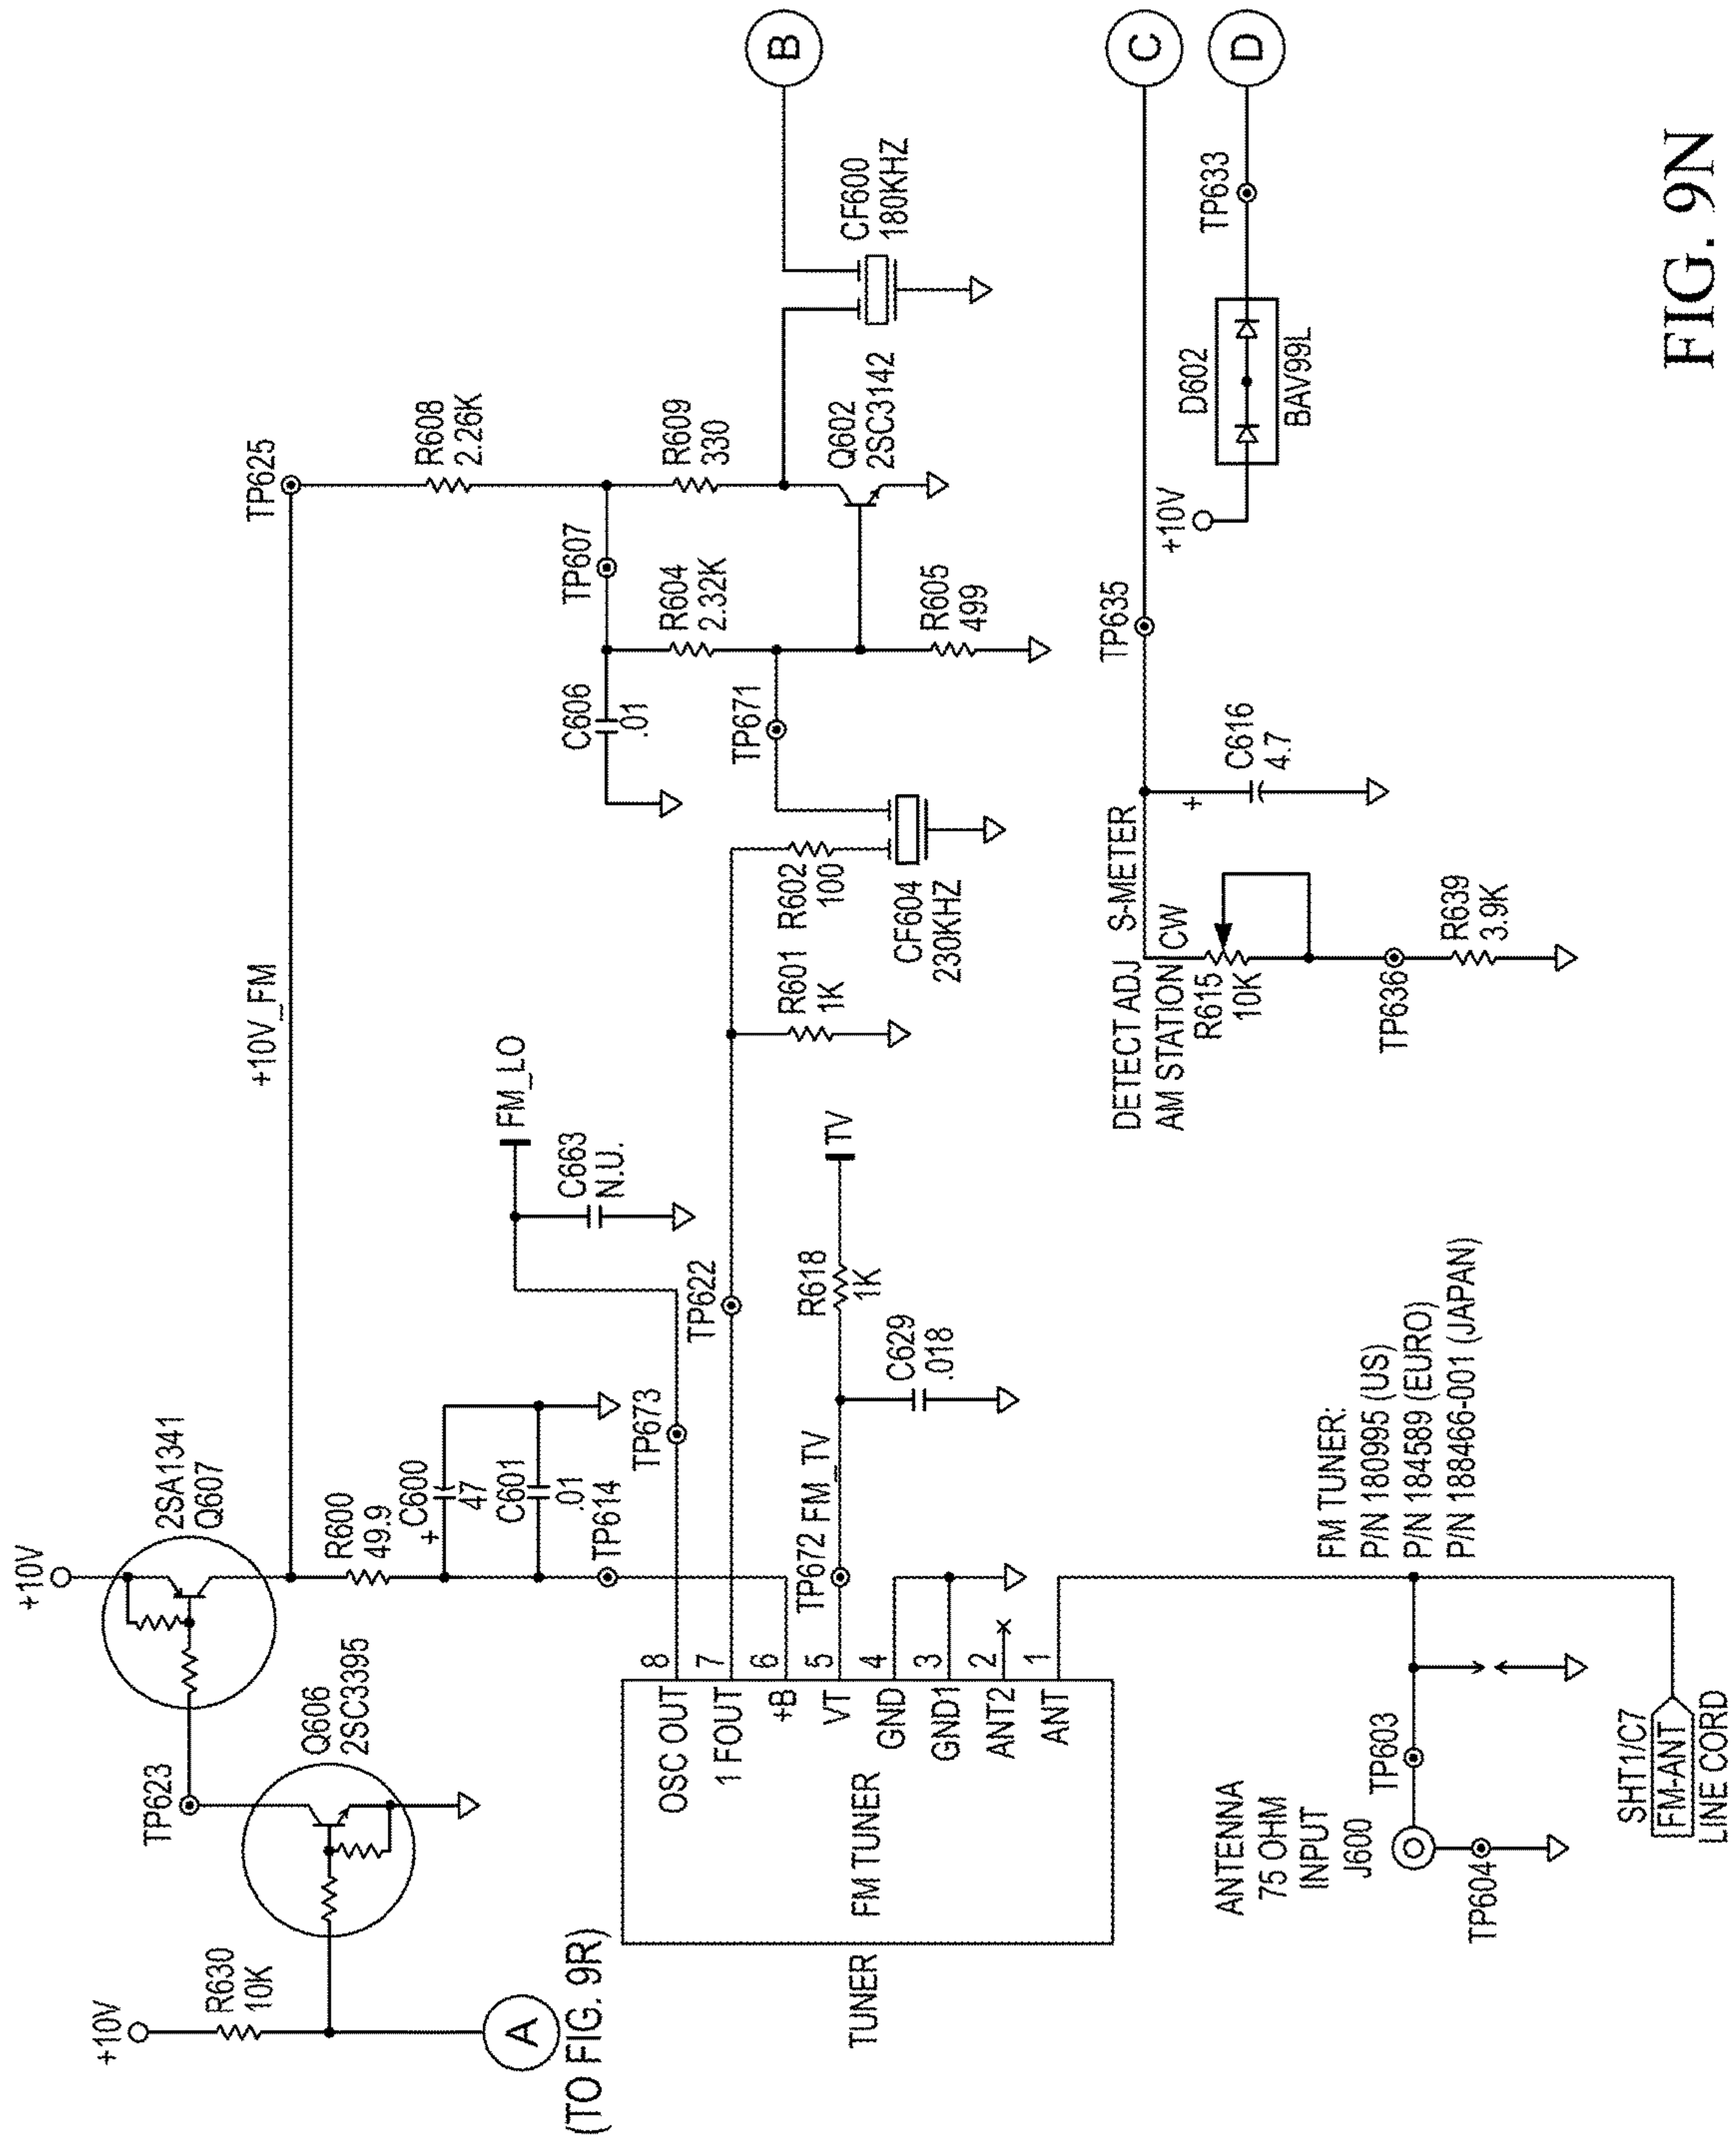 +10V
R630
10K
A
(TO FIG. 9R)
TP623
Q606
2SC3395
+10V
2SA1341
Q607
R600
49.9
+
C600
47
C601
.01
TP614
TP673
+10V_FM
FM_LO
C663
N.U.
TP622
TUNER
FM TUNER
OSC OUT
8
1 FOUT
7
+B
6
VT
5
GND
4
GND1
3
ANT2
2
ANT
1
TP672
FM_TV
C629
.018
R618
1K
TV
R601
1K
R602
100
CF604
230KHZ
TP671
C606
.01
TP607
R604
2.32K
R605
499
TP625
R608
2.26K
R609
330
Q602
2SC3142
CF600
180KHZ
B
C
D
TP633
D602
BAV99L
+10V
TP635
+
C616
4.7
S-METER
DETECT ADJ
AM STATION
CW
R615
10K
TP636
R639
3.9K
FM TUNER:
P/N 180995 (US)
P/N 184589 (EURO)
P/N 188466-001 (JAPAN)
ANTENNA
75 OHM
INPUT
J600
TP603
TP604
SHT1/C7
FM-ANT
LINE CORD
FIG. 9N